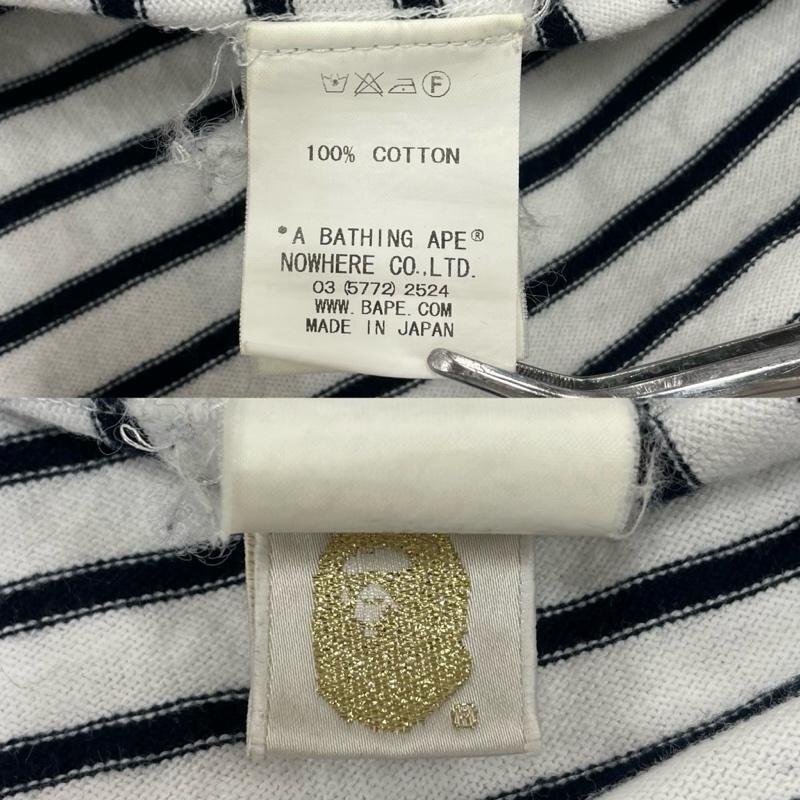 F
100% COTTON
*A BATHING APE®
NOWHERE CO.,LTD.
03 (5772) 2524
WWW. BAPE. COM
MADE IN JAPAN